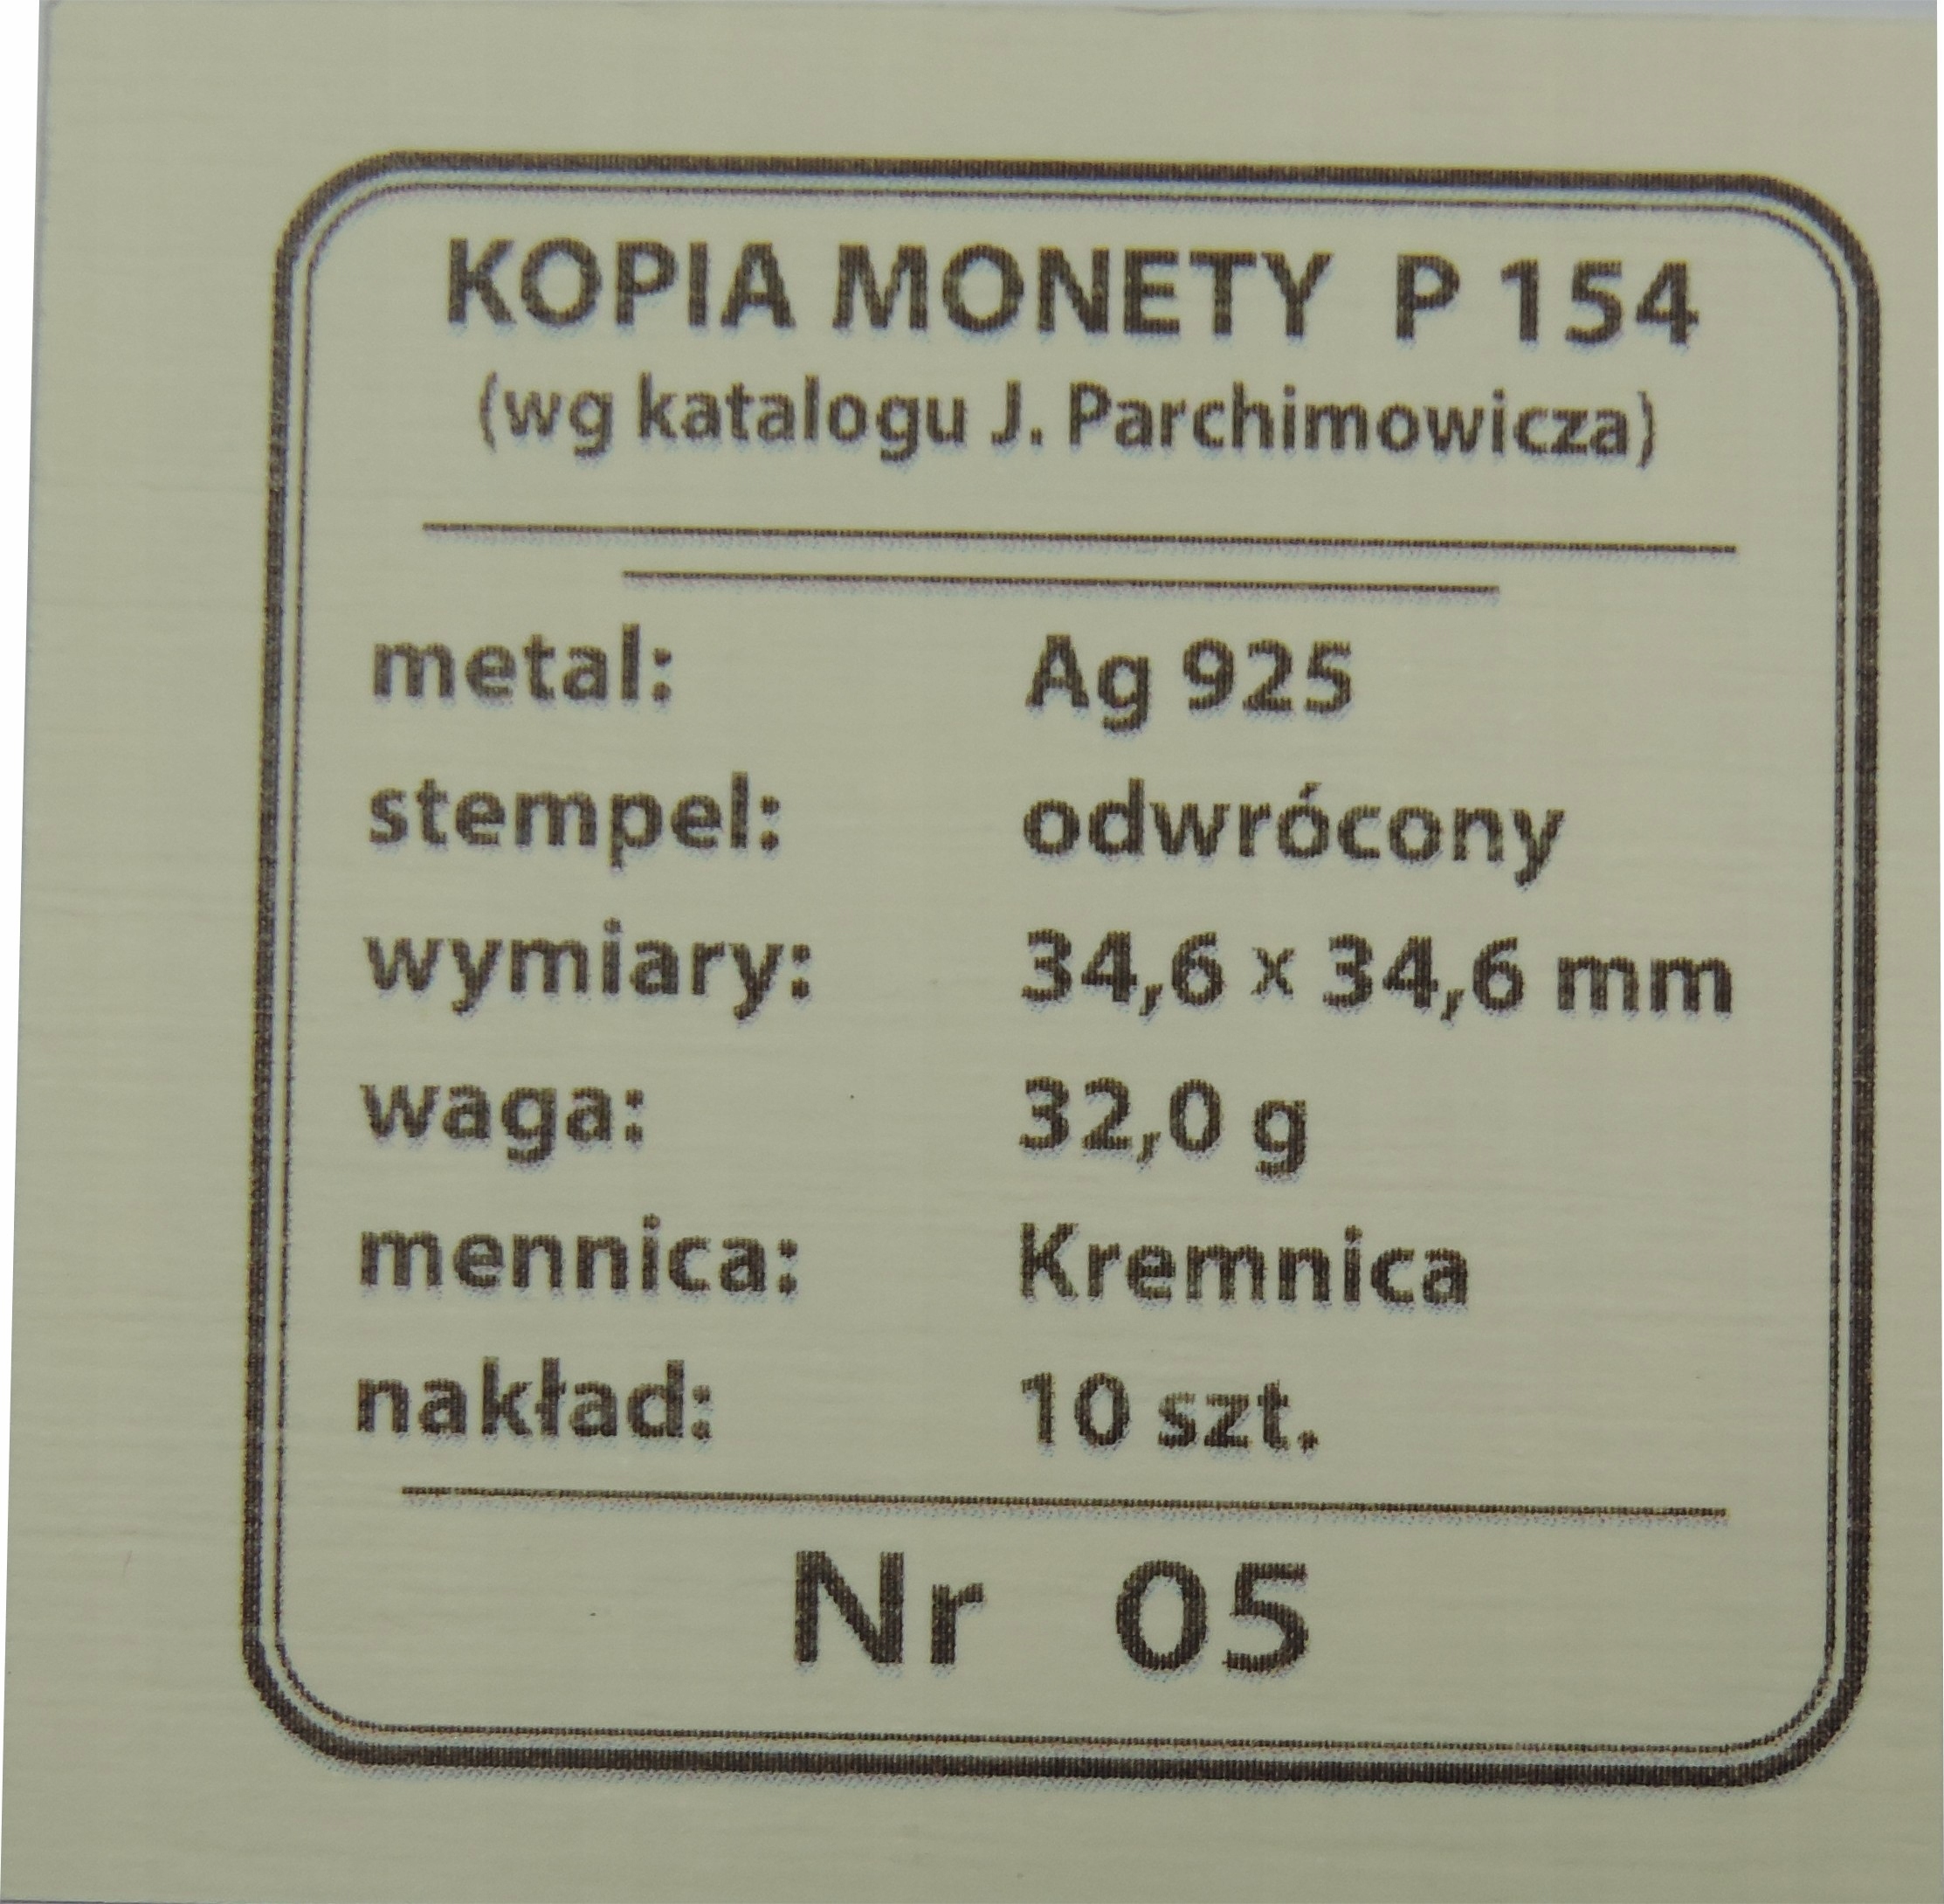 KOPIA MONETY P 154
(wg katalogu J. Parchimowicza)
metal: Ag 925
stempel: odwrócony
wymiary: 34,6 x 34,6 mm
waga: 32,0 g
mennica: Kremnica
nakład: 10 szt.
Nr 05